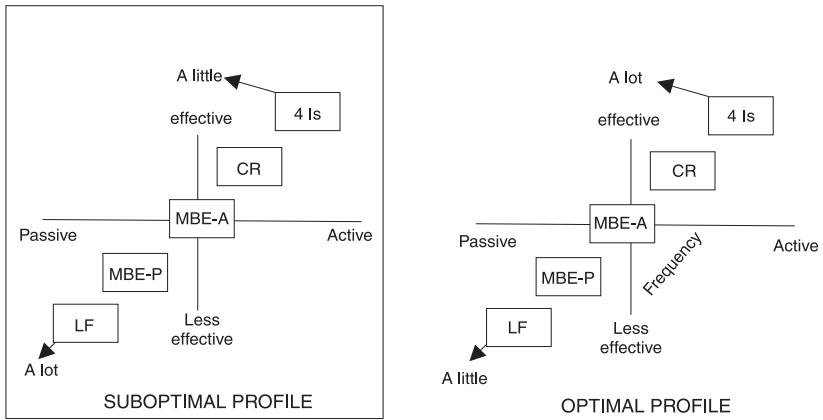 A little
4 Is
effective
CR
MBE-A
Passive
Active
MBE-P
LF
Less
effective
A lot
SUBOPTIMAL PROFILE
A lot
4 Is
effective
CR
MBE-A
Passive
Active
Frequency
MBE-P
LF
Less
effective
A little
OPTIMAL PROFILE